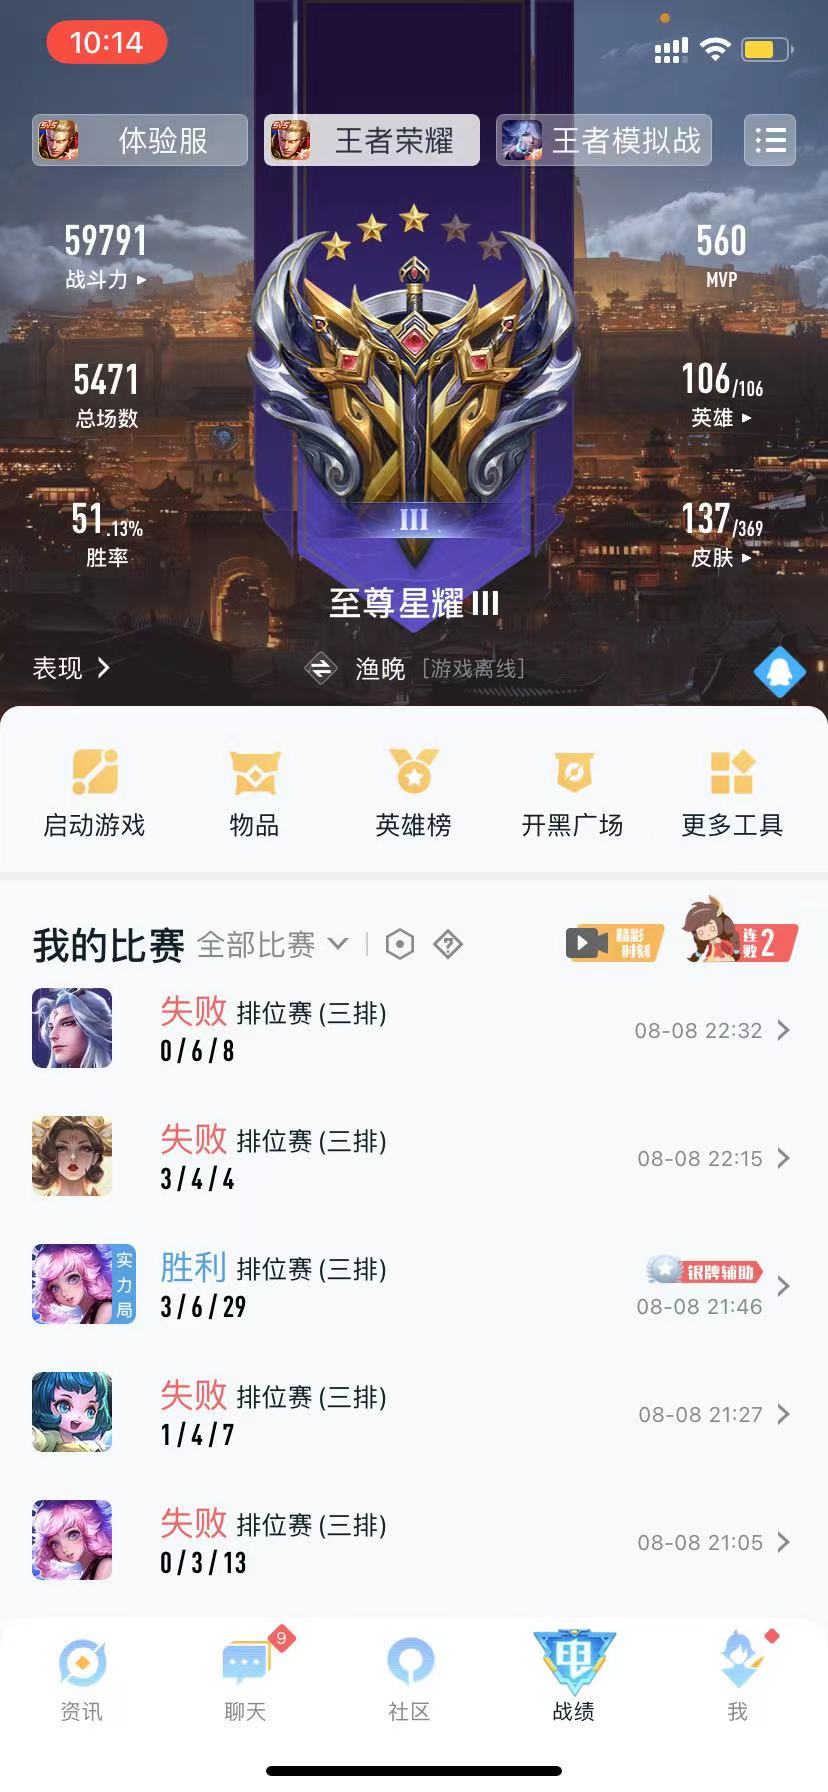 10:14
体验服
王者荣耀
王者模拟战
59791
战斗力
560
MVP
5471
总场数
106/106
英雄
51.13%
胜率
137/369
皮肤
III
至尊星耀III
表现
渔晚 [游戏离线]
启动游戏
物品
英雄榜
开黑广场
更多工具
我的比赛 全部比赛
精彩时刻
连败2
失败 排位赛 (三排)
0/6/8
08-08 22:32
失败 排位赛 (三排)
3/4/4
08-08 22:15
实力局
胜利 排位赛 (三排)
3/6/29
银牌辅助
08-08 21:46
失败 排位赛 (三排)
1/4/7
08-08 21:27
失败 排位赛 (三排)
0/3/13
08-08 21:05
9
电
资讯
聊天
社区
战绩
我